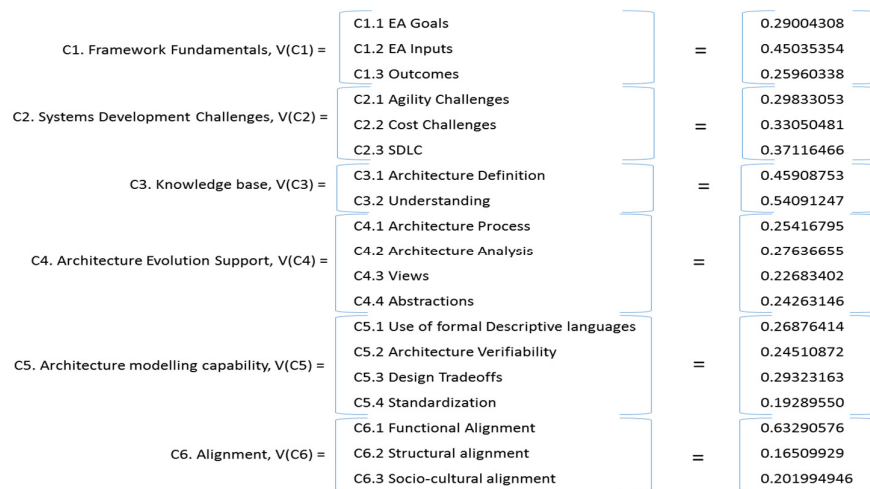 C1. Framework Fundamentals, V(C1) = C1.1 EA Goals C1.2 EA Inputs C1.3 Outcomes = 0.29004308 0.45035354 0.25960338
C2. Systems Development Challenges, V(C2) = C2.1 Agility Challenges C2.2 Cost Challenges C2.3 SDLC = 0.29833053 0.33050481 0.37116466
C3. Knowledge base, V(C3) = C3.1 Architecture Definition C3.2 Understanding = 0.45908753 0.54091247
C4. Architecture Evolution Support, V(C4) = C4.1 Architecture Process C4.2 Architecture Analysis C4.3 Views C4.4 Abstractions = 0.25416795 0.27636655 0.22683402 0.24263146
C5. Architecture modelling capability, V(C5) = C5.1 Use of formal Descriptive languages C5.2 Architecture Verifiability C5.3 Design Tradeoffs C5.4 Standardization = 0.26876414 0.24510872 0.29323163 0.19289550
C6. Alignment, V(C6) = C6.1 Functional Alignment C6.2 Structural alignment C6.3 Socio-cultural alignment = 0.63290576 0.16509929 0.201994946